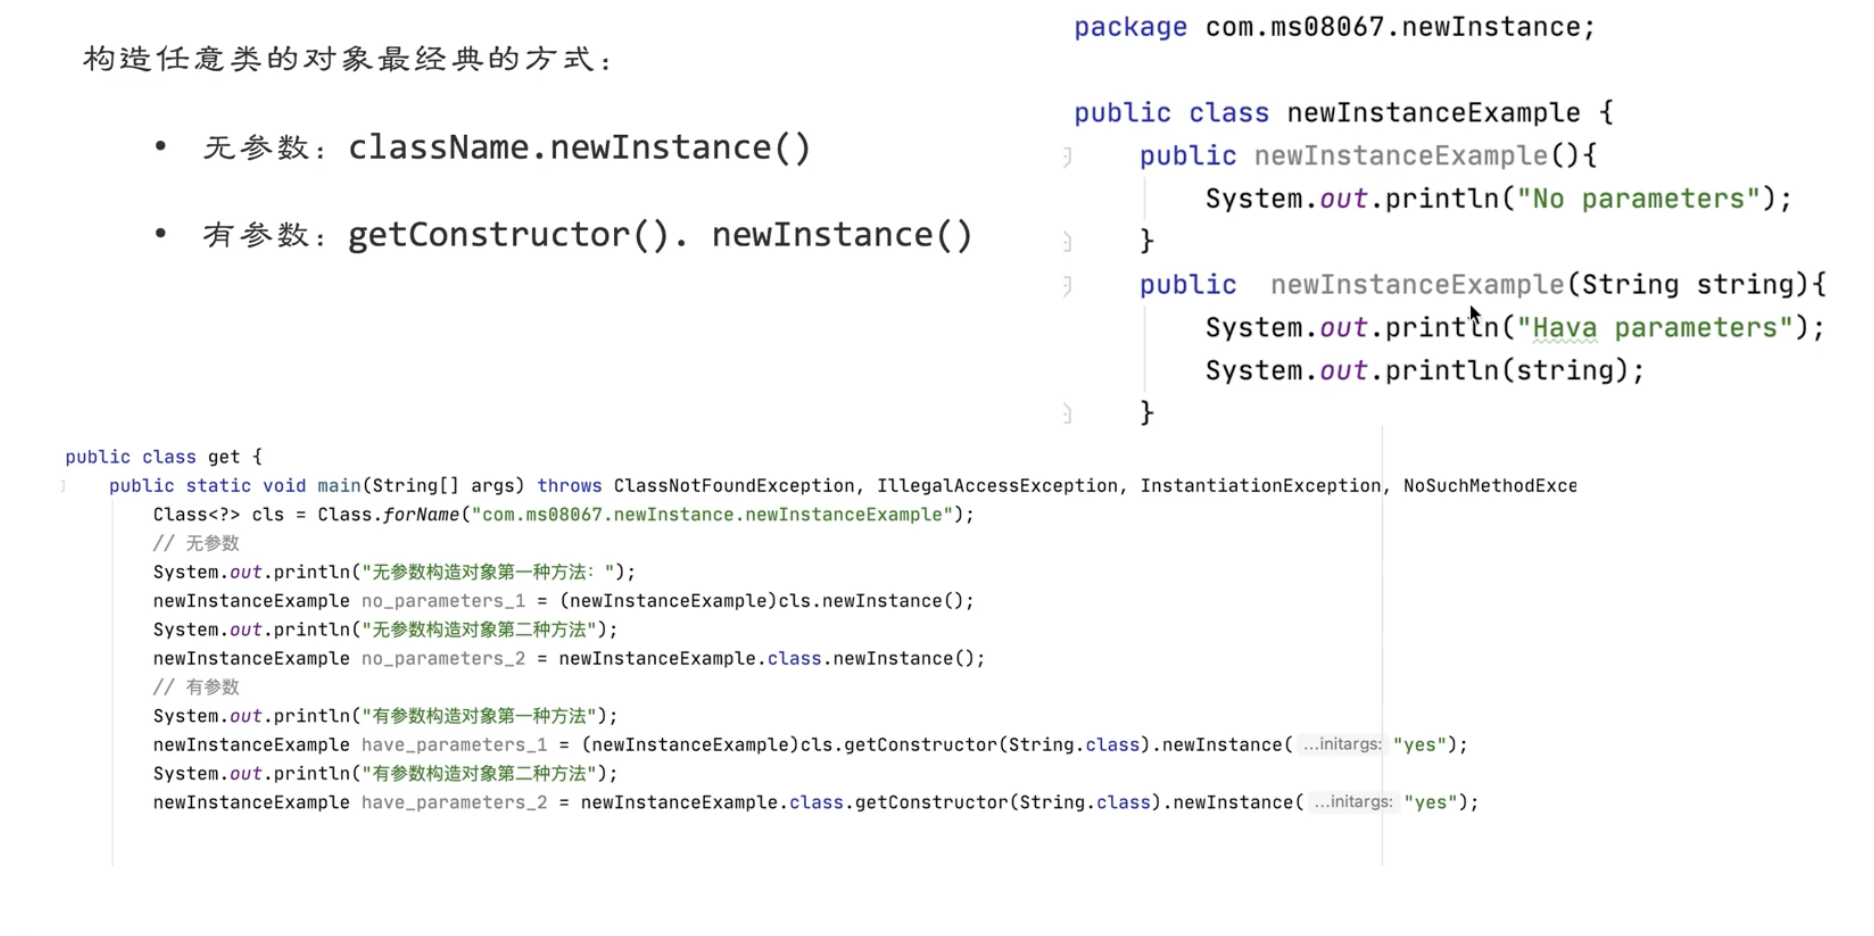 构造任意类的对象最经典的方式：
• 无参数：className.newInstance()
• 有参数：getConstructor(). newInstance()
package com.ms08067.newInstance;
public class newInstanceExample {
public newInstanceExample(){
System.out.println("No parameters");
}
public newInstanceExample(String string){
System.out.println("Hava parameters");
System.out.println(string);
}
public class get {
public static void main(String[] args) throws ClassNotFoundException, IllegalAccessException, InstantiationException, NoSuchMethodExce
Class<?> cls = Class.forName("com.ms08067.newInstance.newInstanceExample");
// 无参数
System.out.println("无参数构造对象第一种方法：");
newInstanceExample no_parameters_1 = (newInstanceExample)cls.newInstance();
System.out.println("无参数构造对象第二种方法");
newInstanceExample no_parameters_2 = newInstanceExample.class.newInstance();
// 有参数
System.out.println("有参数构造对象第一种方法");
newInstanceExample have_parameters_1 = (newInstanceExample)cls.getConstructor(String.class).newInstance( ...initargs: "yes");
System.out.println("有参数构造对象第二种方法");
newInstanceExample have_parameters_2 = newInstanceExample.class.getConstructor(String.class).newInstance( ...initargs: "yes");